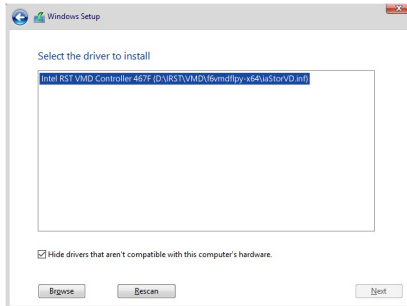 Windows Setup
Select the driver to install
Intel RST VMD Controller 467F (D:\IRST\VMD\f6vmdflpy-x64\iaStorVD.inf)
Hide drivers that aren't compatible with this computer's hardware.
Browse Rescan Next